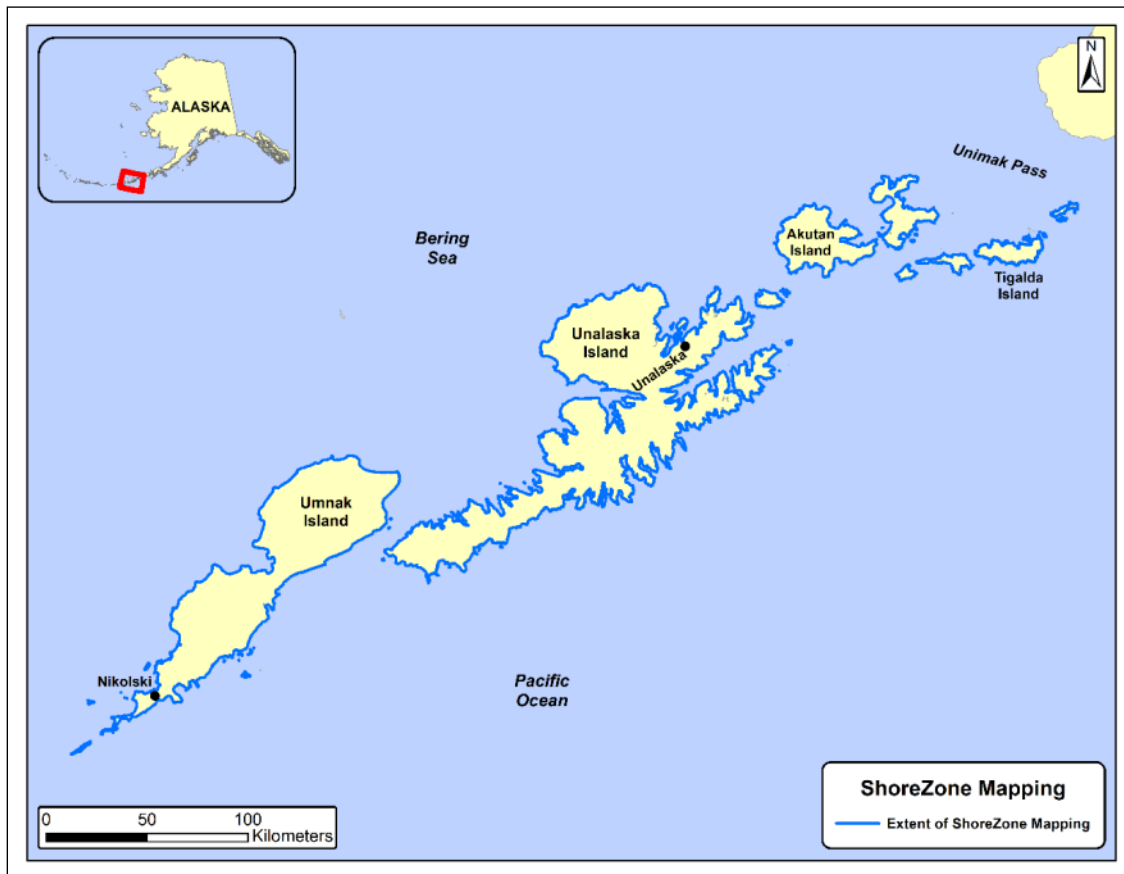 ALASKA
N
Unimak Pass
Bering
Sea
Akutan
Island
Tigalda
Island
Unalaska
Island
Unalaska
Umnak
Island
Nikolski
Pacific
Ocean
0 50 100
Kilometers
ShoreZone Mapping
Extent of ShoreZone Mapping